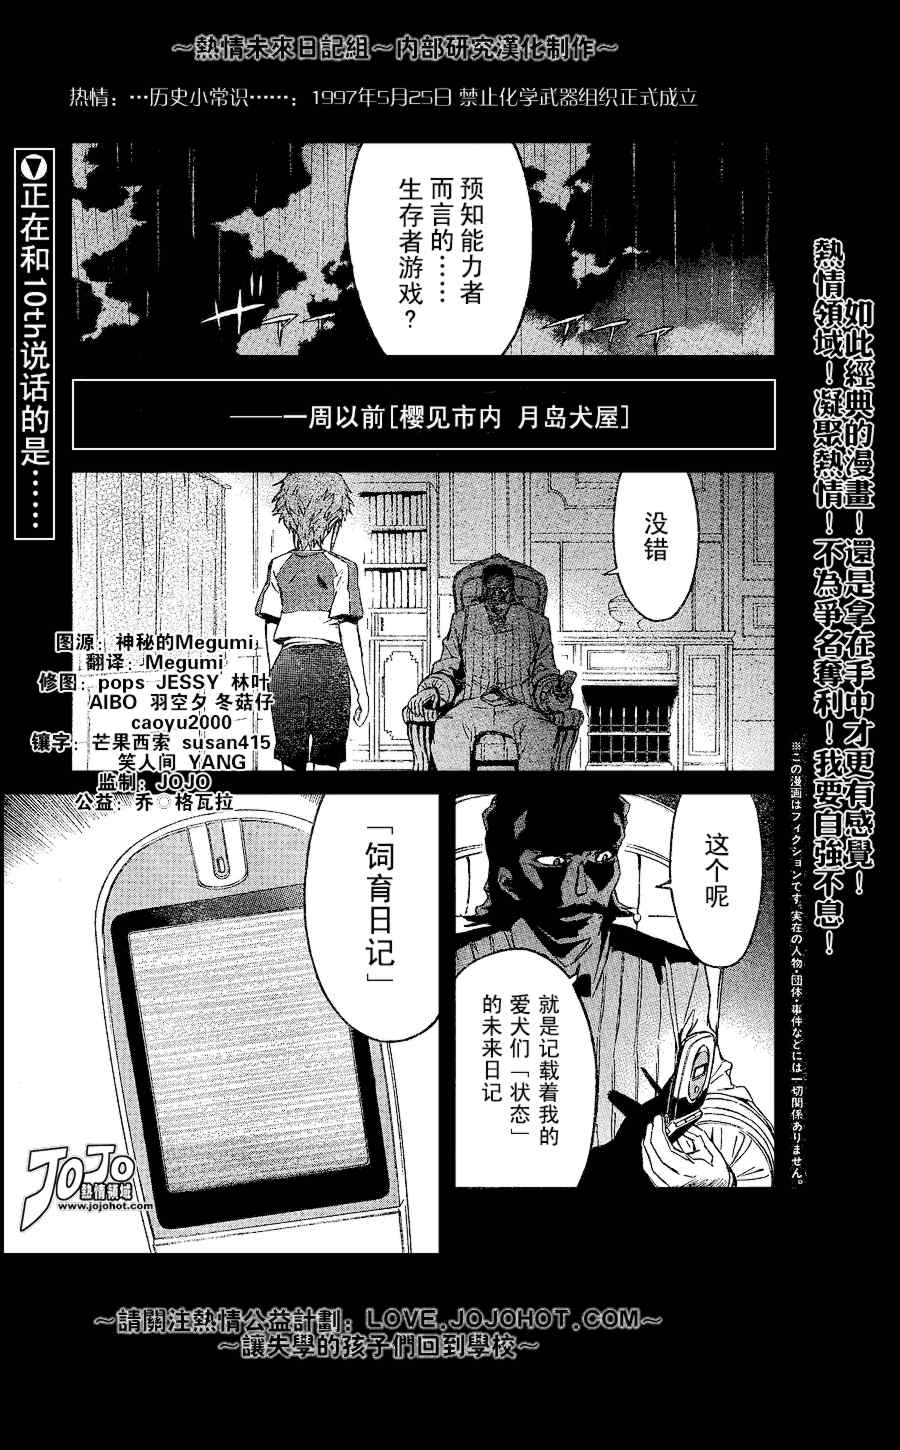 ～熱情未來日記組～内部研究漢化制作～
热情：…历史小常识……：1997年5月25日 禁止化学武器组织正式成立
▽正在和10th说话的是……
预知能力者
而言的……
生存者游戏？
——一周以前[樱见市内 月岛犬屋]
没错
图源：神秘的Megumi
翻译：Megumi
修图：pops JESSY 林叶
AIBO 羽空夕 冬菇仔
caoyu2000
镶字：芒果西索 susan415
笑人间 YANG
监制：JOJO
公益：乔○格瓦拉
这个呢
就是记载着我的
爱犬们「状态」
的未来日记
「饲育日记」
如此經典的漫畫！還是拿在手中才更有感覺！
熱情領域！凝聚熱情！不為爭名奪利！我要自強不息！
※この漫画はフィクションです。実在の人物・団体・事件などには一切関係ありません。
JOJO
熱情領域
www.jojohot.com
～請關注熱情公益計劃：LOVE.JOJOHOT.COM～
～讓失學的孩子們回到學校～